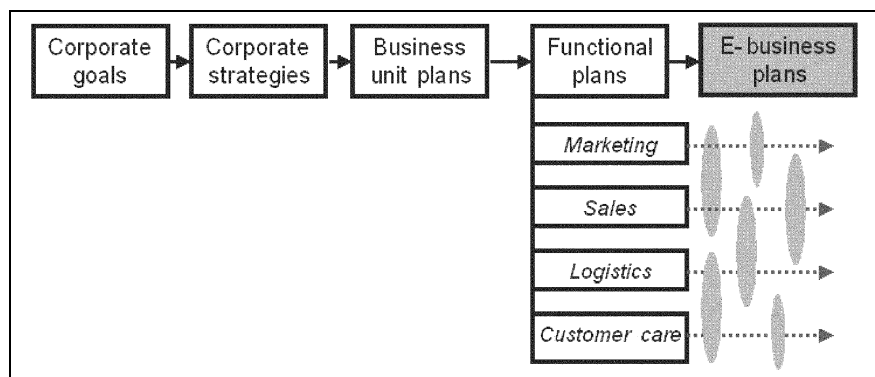 Corporate
goals
Corporate
strategies
Business
unit plans
Functional
plans
E- business
plans
Marketing
Sales
Logistics
Customer care